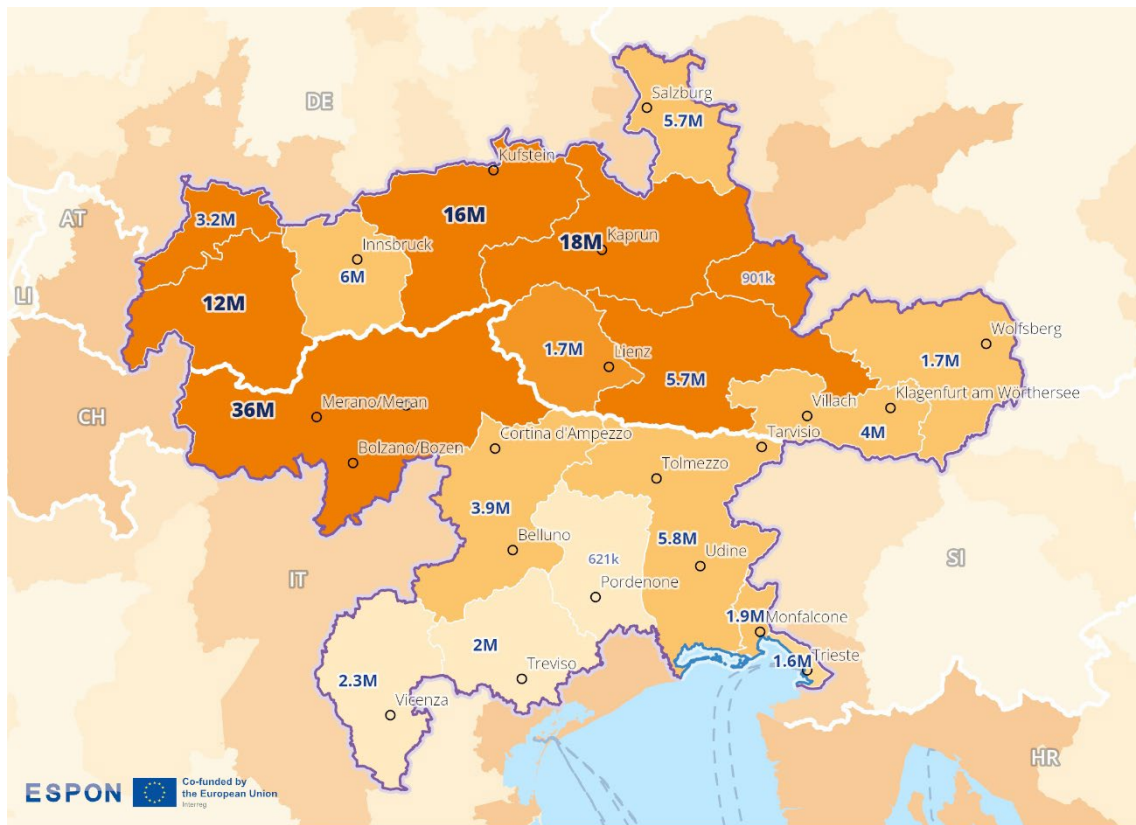 DE
Salzburg
5.7M
Kufstein
3.2M
16M
AT
Innsbruck
18M
Kaprun
6M
901k
LI
12M
1.7M
Lienz
Wolfsberg
1.7M
5.7M
CH
36M
Merano/Meran
Villach
Klagenfurt am Wörthersee
4M
Cortina d'Ampezzo
Tarvisio
Bolzano/Bozen
Tolmezzo
3.9M
Belluno
5.8M
Udine
621k
SI
IT
Pordenone
1.9M
Monfalcone
2M
Trieste
1.6M
Treviso
2.3M
Vicenza
HR
ESPON
Co-funded by
the European Union
Interreg